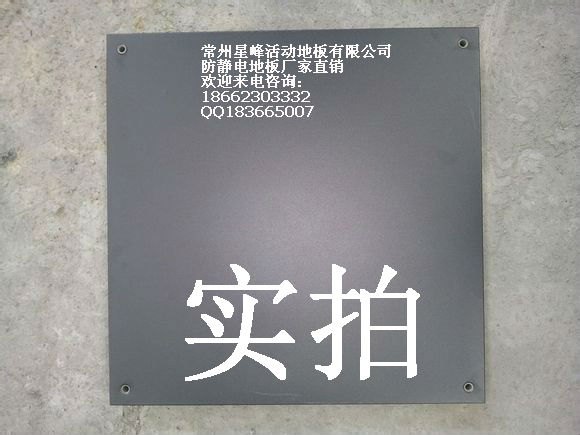 常州星峰活动地板有限公司
防静电地板厂家直销
欢迎来电咨询:
18662303332
QQ183665007
实拍